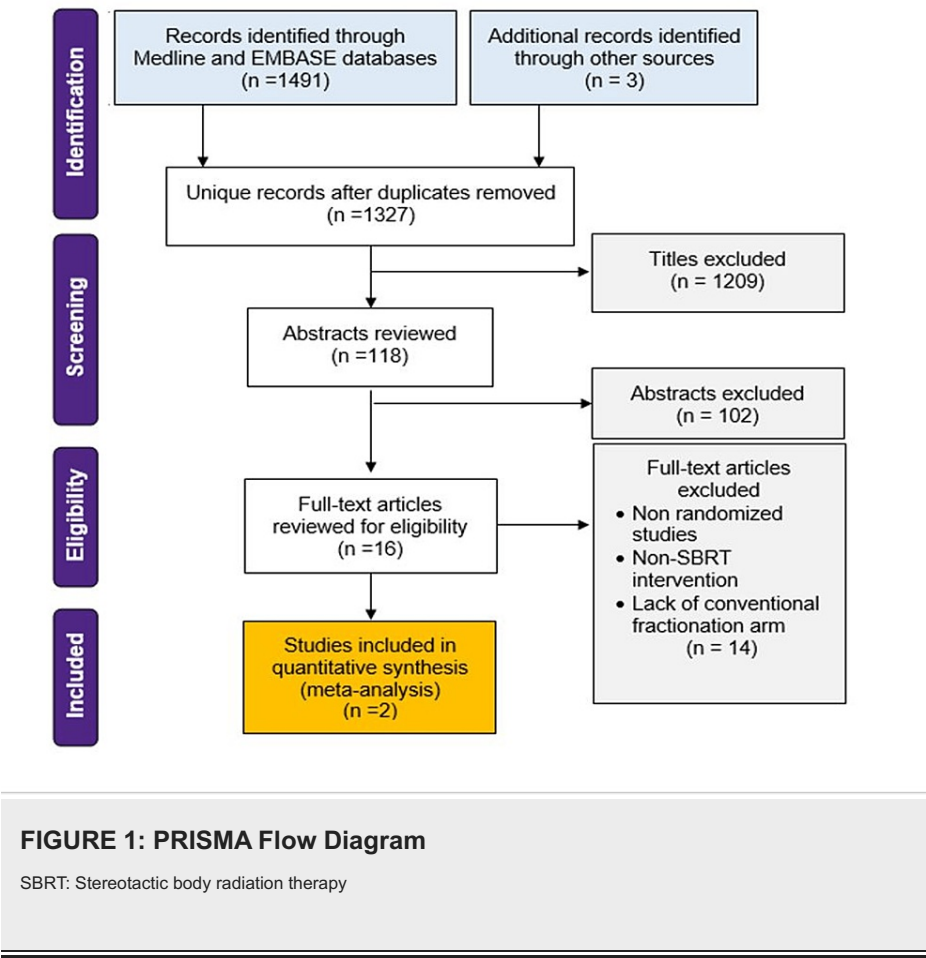 Identification
Records identified through
Medline and EMBASE databases
(n =1491)
Additional records identified
through other sources
(n = 3)
Unique records after duplicates removed
(n =1327)
Screening
Titles excluded
(n = 1209)
Abstracts reviewed
(n =118)
Abstracts excluded
(n = 102)
Eligibility
Full-text articles
reviewed for eligibility
(n =16)
Full-text articles
excluded
• Non randomized
studies
• Non-SBRT
intervention
• Lack of conventional
fractionation arm
(n = 14)
Included
Studies included in
quantitative synthesis
(meta-analysis)
(n =2)
FIGURE 1: PRISMA Flow Diagram
SBRT: Stereotactic body radiation therapy